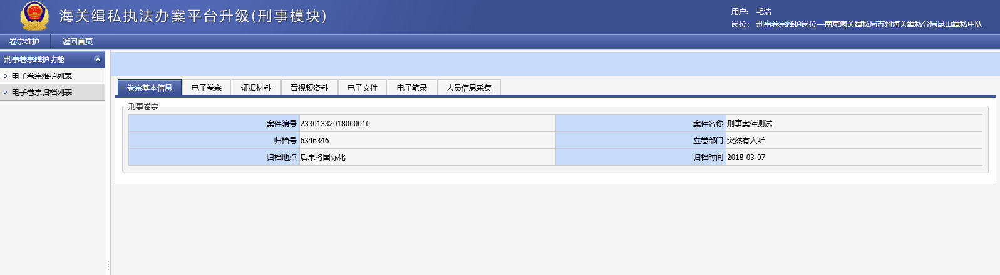 海关缉私执法办案平台升级(刑事模块)
用户: 毛洁
岗位: 刑事卷宗维护岗位—南京海关缉私局苏州海关缉私分局昆山缉私中队
卷宗维护 返回首页
刑事卷宗维护功能
电子卷宗维护列表
电子卷宗归档列表
卷宗基本信息 电子卷宗 证据材料 音视频资料 电子文件 电子笔录 人员信息采集
刑事卷宗
案件编号 23301332018000010 案件名称 刑事案件测试
归档号 6346346 立卷部门 突然有人听
归档地点 后果将国际化 归档时间 2018-03-07